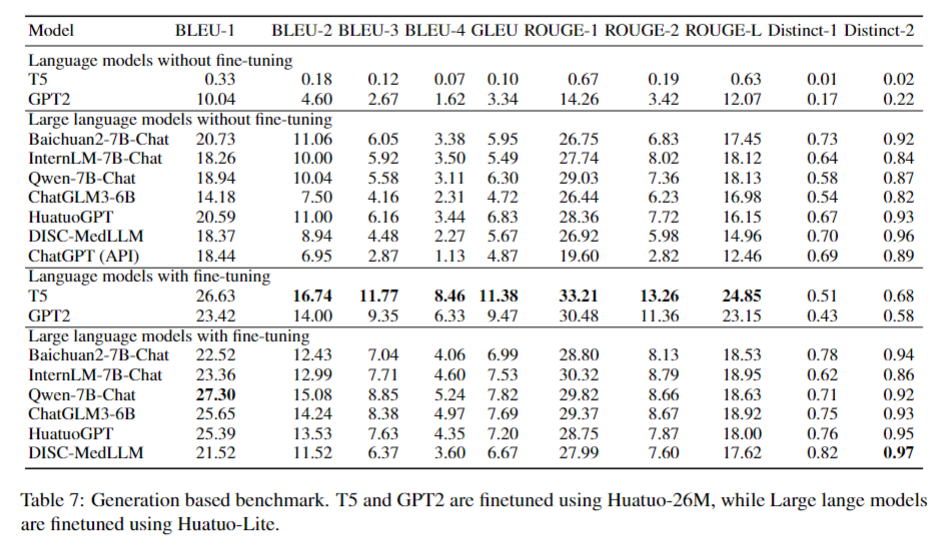 Model BLEU-1 BLEU-2 BLEU-3 BLEU-4 GLEU ROUGE-1 ROUGE-2 ROUGE-L Distinct-1 Distinct-2
Language models without fine-tuning
T5 0.33 0.18 0.12 0.07 0.10 0.67 0.19 0.63 0.01 0.02
GPT2 10.04 4.60 2.67 1.62 3.34 14.26 3.42 12.07 0.17 0.22
Large language models without fine-tuning
Baichuan2-7B-Chat 20.73 11.06 6.05 3.38 5.95 26.75 6.83 17.45 0.73 0.92
InternLM-7B-Chat 18.26 10.00 5.92 3.50 5.49 27.74 8.02 18.12 0.64 0.84
Qwen-7B-Chat 18.94 10.04 5.58 3.11 6.30 29.03 7.36 18.13 0.58 0.87
ChatGLM3-6B 14.18 7.50 4.16 2.31 4.72 26.44 6.23 16.98 0.54 0.82
HuatuoGPT 20.59 11.00 6.16 3.44 6.83 28.36 7.72 16.15 0.67 0.93
DISC-MedLLM 18.37 8.94 4.48 2.27 5.67 26.92 5.98 14.96 0.70 0.96
ChatGPT (API) 18.44 6.95 2.87 1.13 4.87 19.60 2.82 12.46 0.69 0.89
Language models with fine-tuning
T5 26.63 16.74 11.77 8.46 11.38 33.21 13.26 24.85 0.51 0.68
GPT2 23.42 14.00 9.35 6.33 9.47 30.48 11.36 23.15 0.43 0.58
Large language models with fine-tuning
Baichuan2-7B-Chat 22.52 12.43 7.04 4.06 6.99 28.80 8.13 18.53 0.78 0.94
InternLM-7B-Chat 23.36 12.99 7.71 4.60 7.53 30.32 8.79 18.95 0.62 0.86
Qwen-7B-Chat 27.30 15.08 8.85 5.24 7.82 29.82 8.66 18.63 0.71 0.92
ChatGLM3-6B 25.65 14.24 8.38 4.97 7.69 29.37 8.67 18.92 0.75 0.93
HuatuoGPT 25.39 13.53 7.63 4.35 7.20 28.75 7.87 18.00 0.76 0.95
DISC-MedLLM 21.52 11.52 6.37 3.60 6.67 27.99 7.60 17.62 0.82 0.97
Table 7: Generation based benchmark. T5 and GPT2 are finetuned using Huatuo-26M, while Large lange models
are finetuned using Huatuo-Lite.